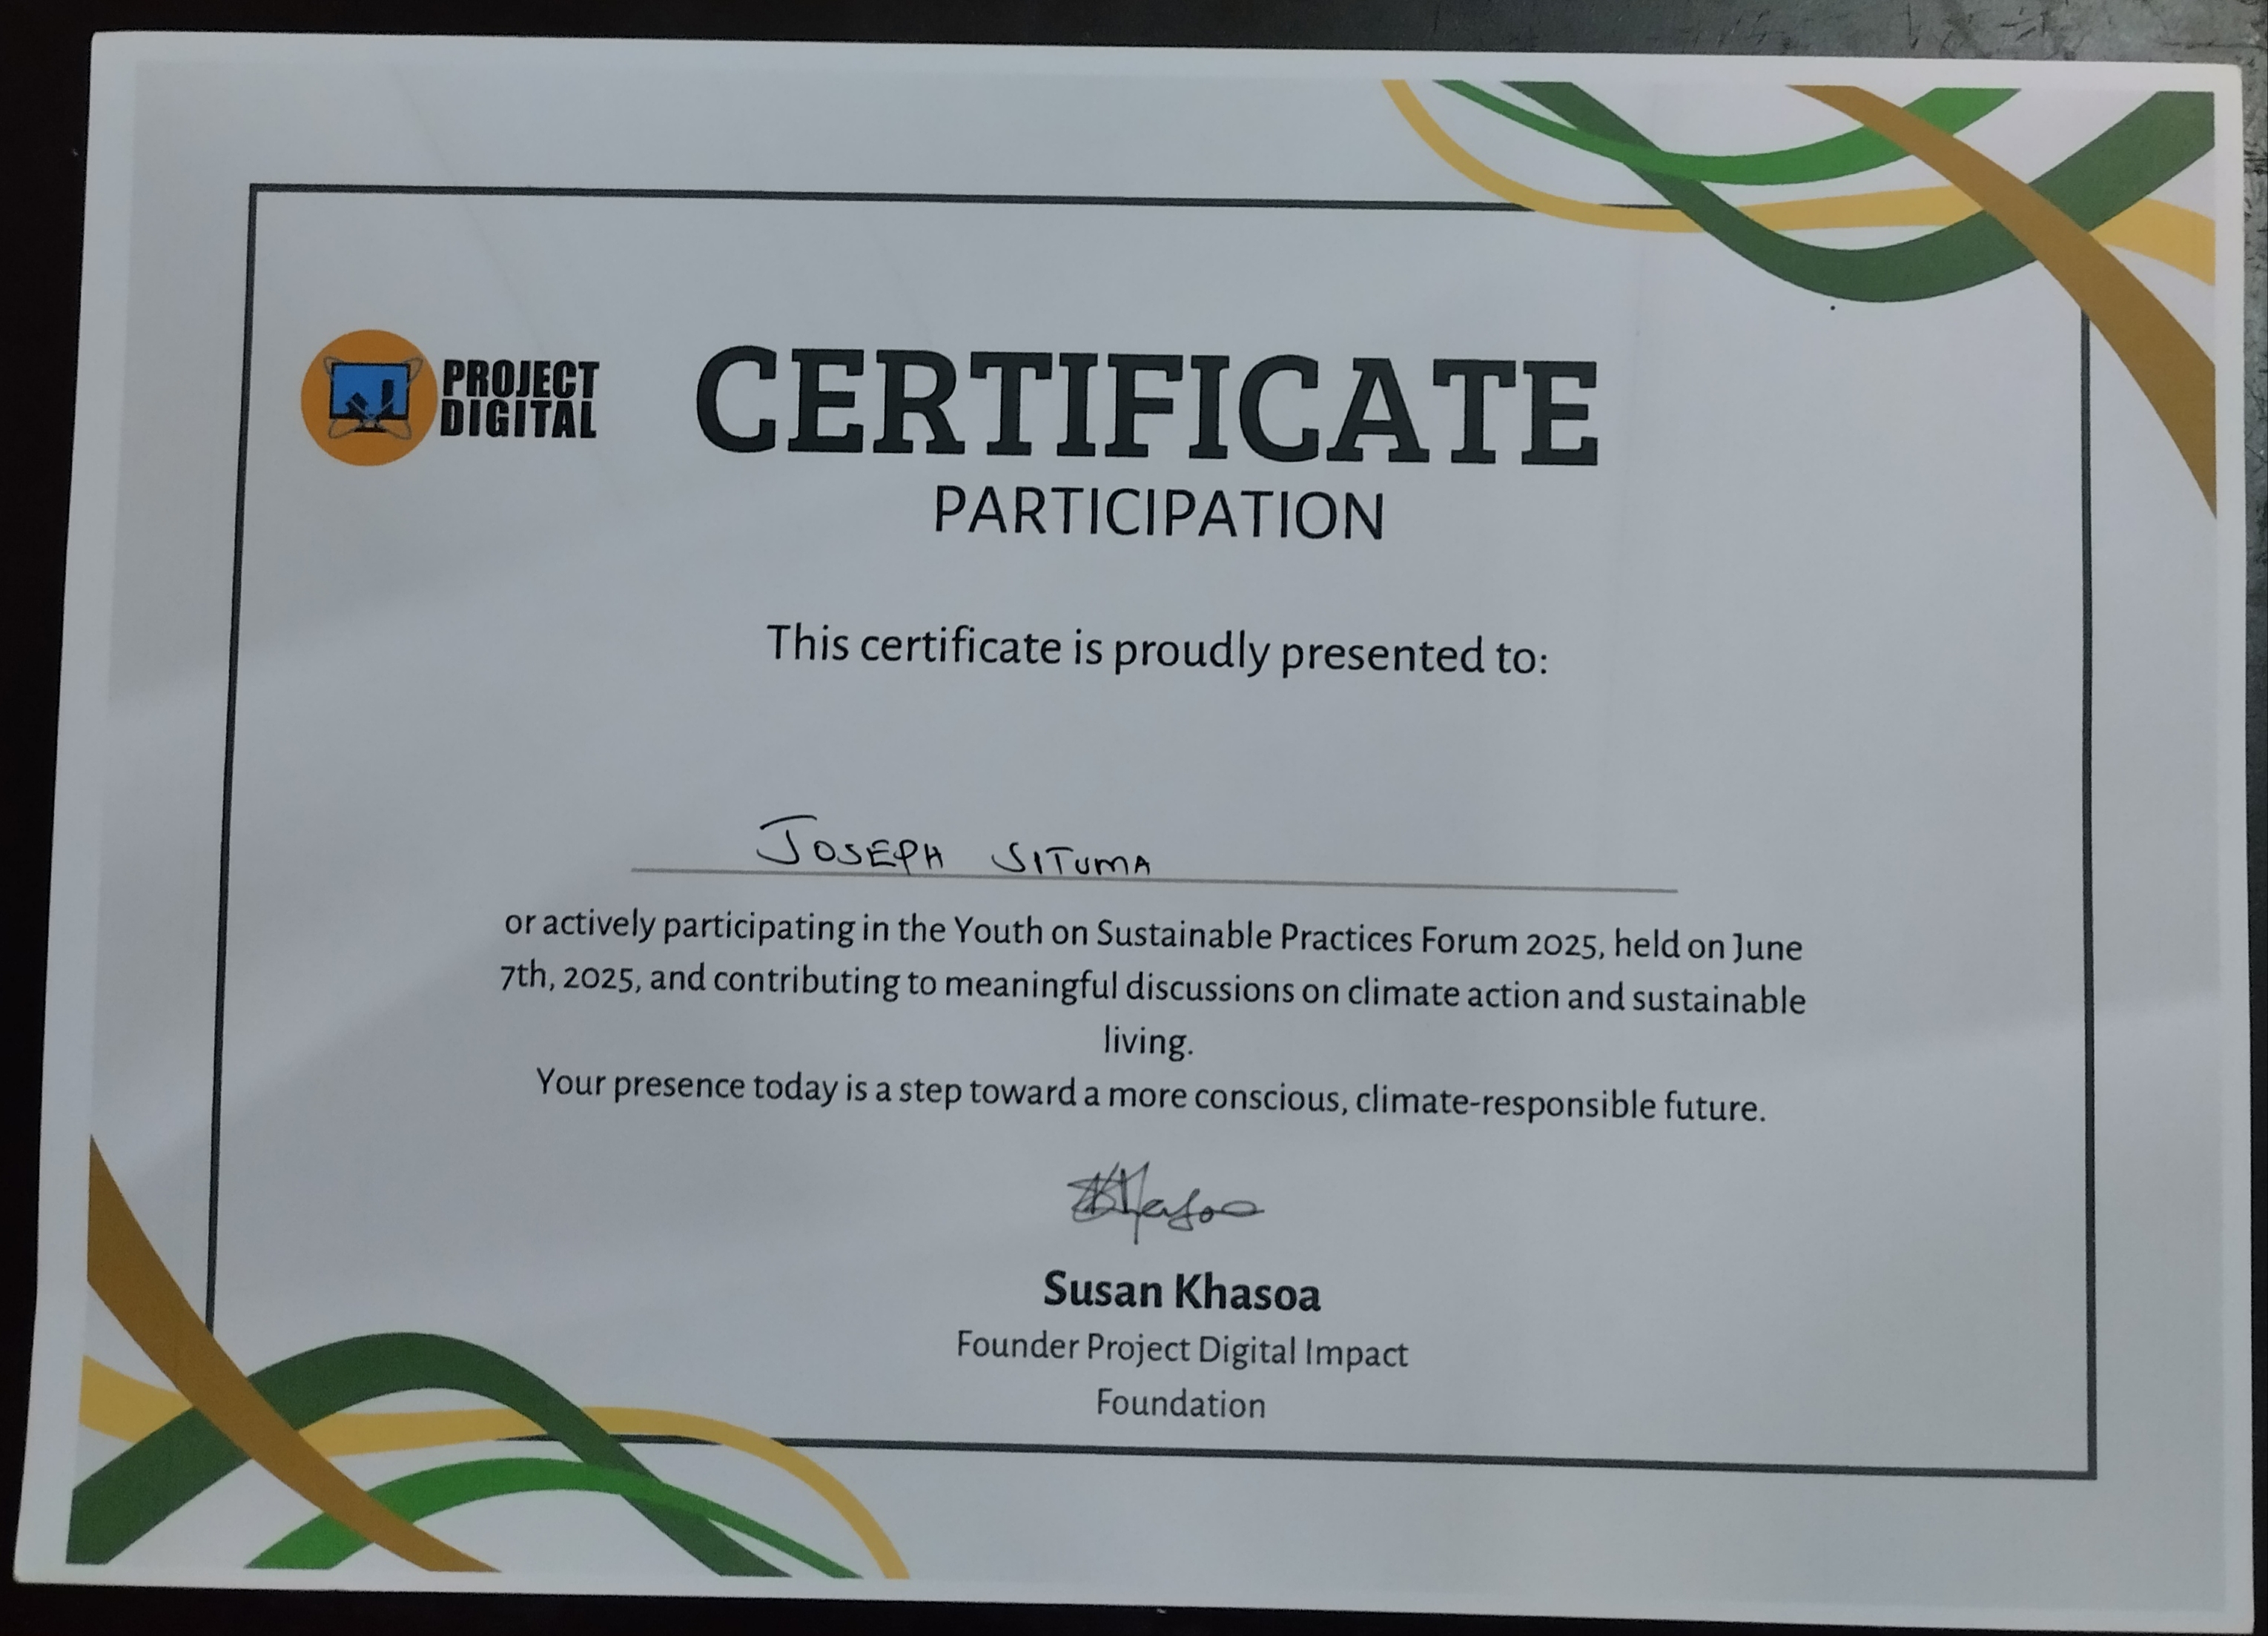 PROJECT
DIGITAL
CERTIFICATE
PARTICIPATION
This certificate is proudly presented to:
JOSEPH SITUMA
or actively participating in the Youth on Sustainable Practices Forum 2025, held on June
7th, 2025, and contributing to meaningful discussions on climate action and sustainable
living.
Your presence today is a step toward a more conscious, climate-responsible future.
Susan Khasoa
Founder Project Digital Impact
Foundation